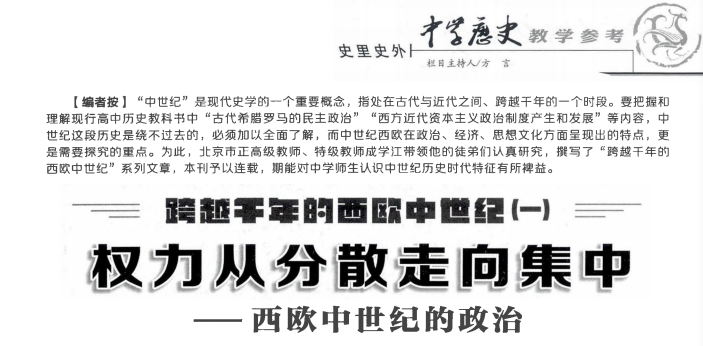 史里史外
中学历史 教学参考
栏目主持人/方 言
【编者按】“中世纪”是现代史学的一个重要概念，指处在古代与近代之间、跨越千年的一个时段。要把握和
理解现行高中历史教科书中“古代希腊罗马的民主政治”“西方近代资本主义政治制度产生和发展”等内容，中
世纪这段历史是绕不过去的，必须加以全面了解，而中世纪西欧在政治、经济、思想文化方面呈现出的特点，更
是需要探究的重点。为此，北京市正高级教师、特级教师成学江带领他的徒弟们认真研究，撰写了“跨越千年的
西欧中世纪”系列文章，本刊予以连载，期能对中学师生认识中世纪历史时代特征有所裨益。
跨越千年的西欧中世纪(一)
权力从分散走向集中
——西欧中世纪的政治